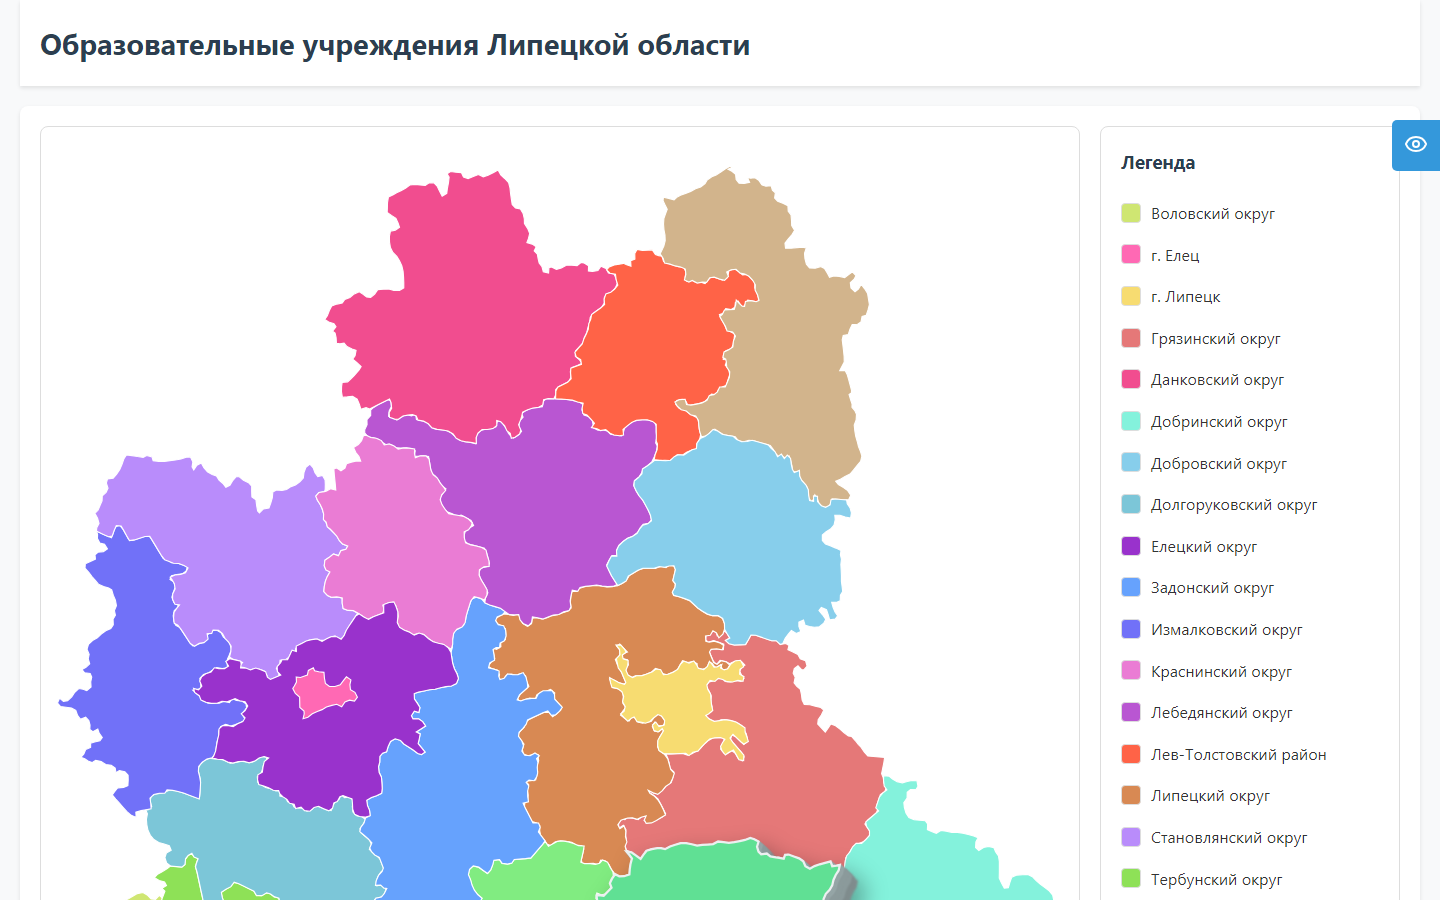 Образовательные учреждения Липецкой области
Легенда
Воловский округ
г. Елец
г. Липецк
Грязинский округ
Данковский округ
Добринский округ
Добровский округ
Долгоруковский округ
Елецкий округ
Задонский округ
Измалковский округ
Краснинский округ
Лебедянский округ
Лев-Толстовский район
Липецкий округ
Становлянский округ
Тербунский округ